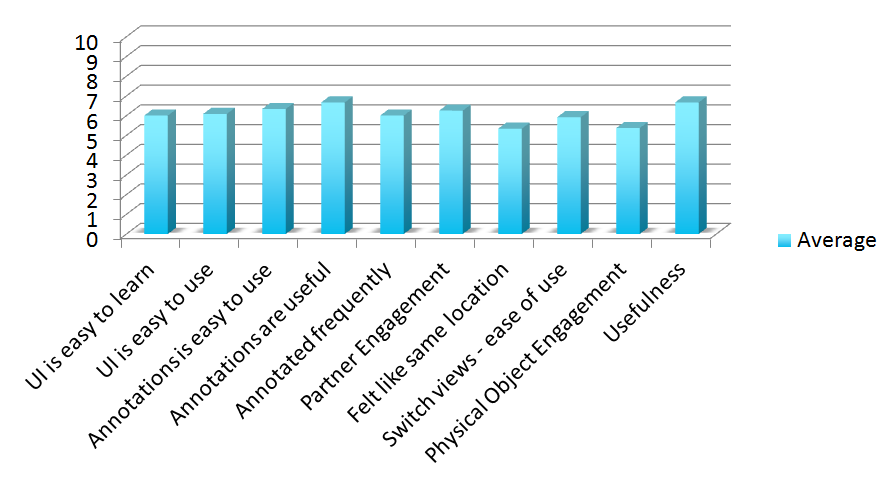 10
9
8
7
6
5
4
3
2
1
0
UI is easy to learn
UI is easy to use
Annotations is easy to use
Annotations are useful
Annotated frequently
Partner Engagement
Felt like same location
Switch views - ease of use
Physical Object Engagement
Usefulness
Average